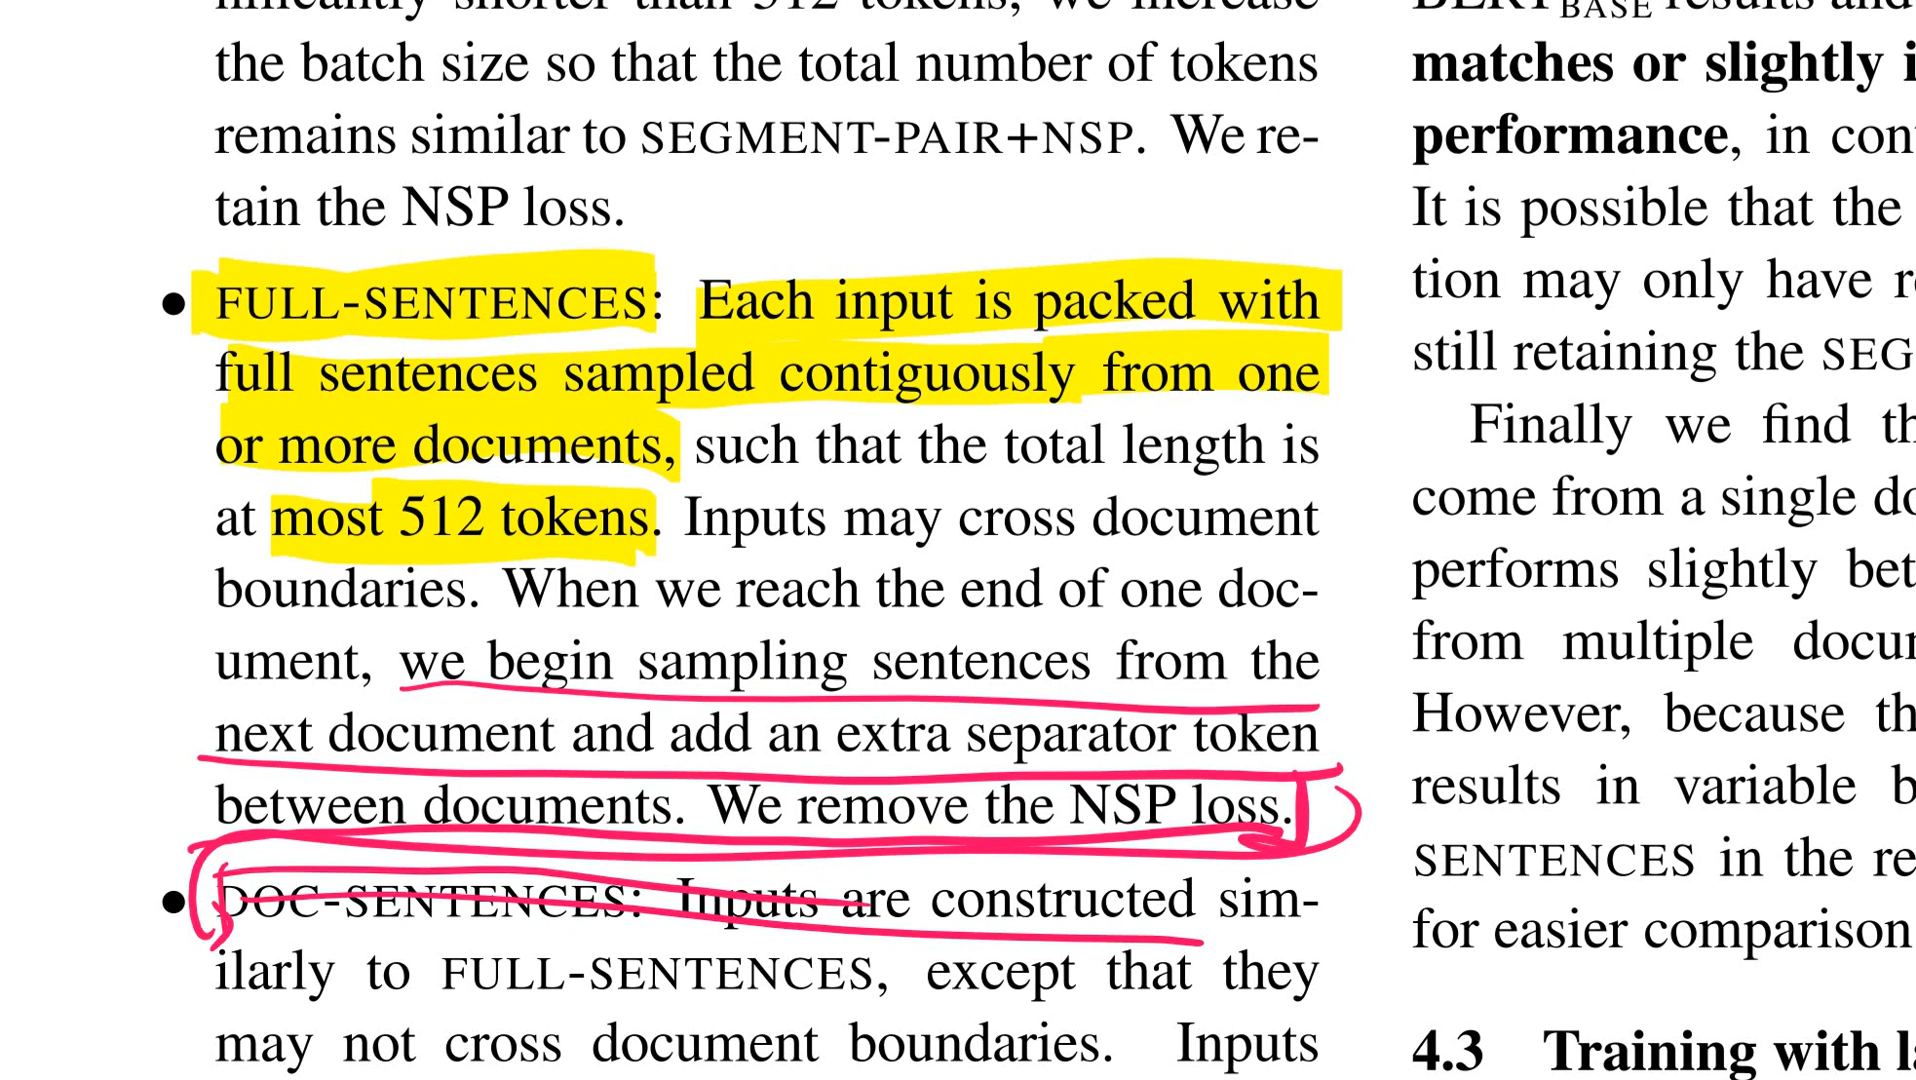 nificantly shorter than 512 tokens, we increase
the batch size so that the total number of tokens
remains similar to SEGMENT-PAIR+NSP. We re-
tain the NSP loss.
• FULL-SENTENCES: Each input is packed with
full sentences sampled contiguously from one
or more documents, such that the total length is
at most 512 tokens. Inputs may cross document
boundaries. When we reach the end of one doc-
ument, we begin sampling sentences from the
next document and add an extra separator token
between documents. We remove the NSP loss.
• DOC-SENTENCES: Inputs are constructed sim-
ilarly to FULL-SENTENCES, except that they
may not cross document boundaries. Inputs
BERTBASE results and
matches or slightly i
performance, in con
It is possible that the
tion may only have r
still retaining the SEG
Finally we find th
come from a single do
performs slightly bet
from multiple docu
However, because th
results in variable b
SENTENCES in the re
for easier comparison
4.3 Training with la